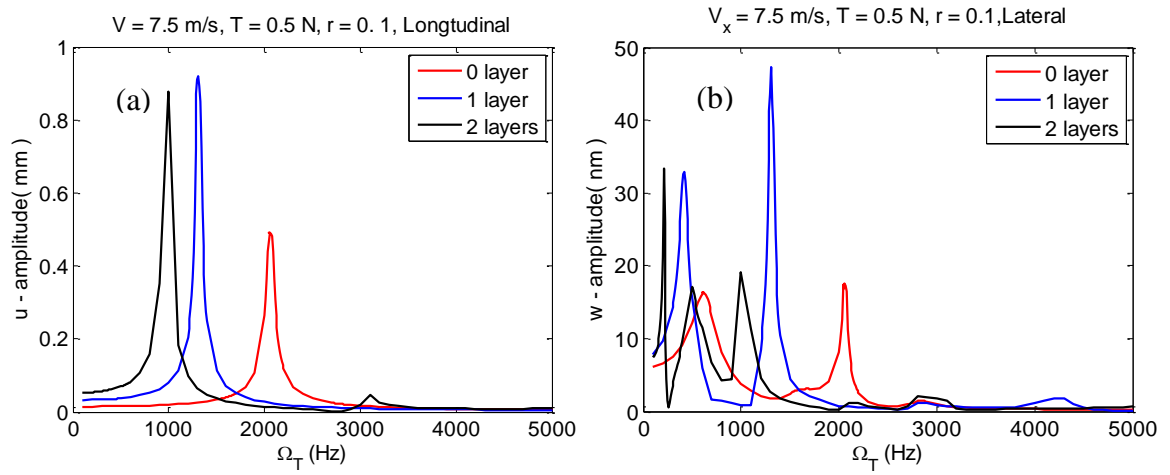 V = 7.5 m/s, T = 0.5 N, r = 0. 1, Longtudinal
(a)
0 layer
1 layer
2 layers
u - amplitude( mm )
1
0.8
0.6
0.4
0.2
0
0
1000
2000
3000
4000
5000
Ω_T (Hz)
V_x = 7.5 m/s, T = 0.5 N, r = 0.1,Lateral
(b)
0 layer
1 layer
2 layers
w - amplitude( nm )
50
40
30
20
10
0
0
1000
2000
3000
4000
5000
Ω_T (Hz)